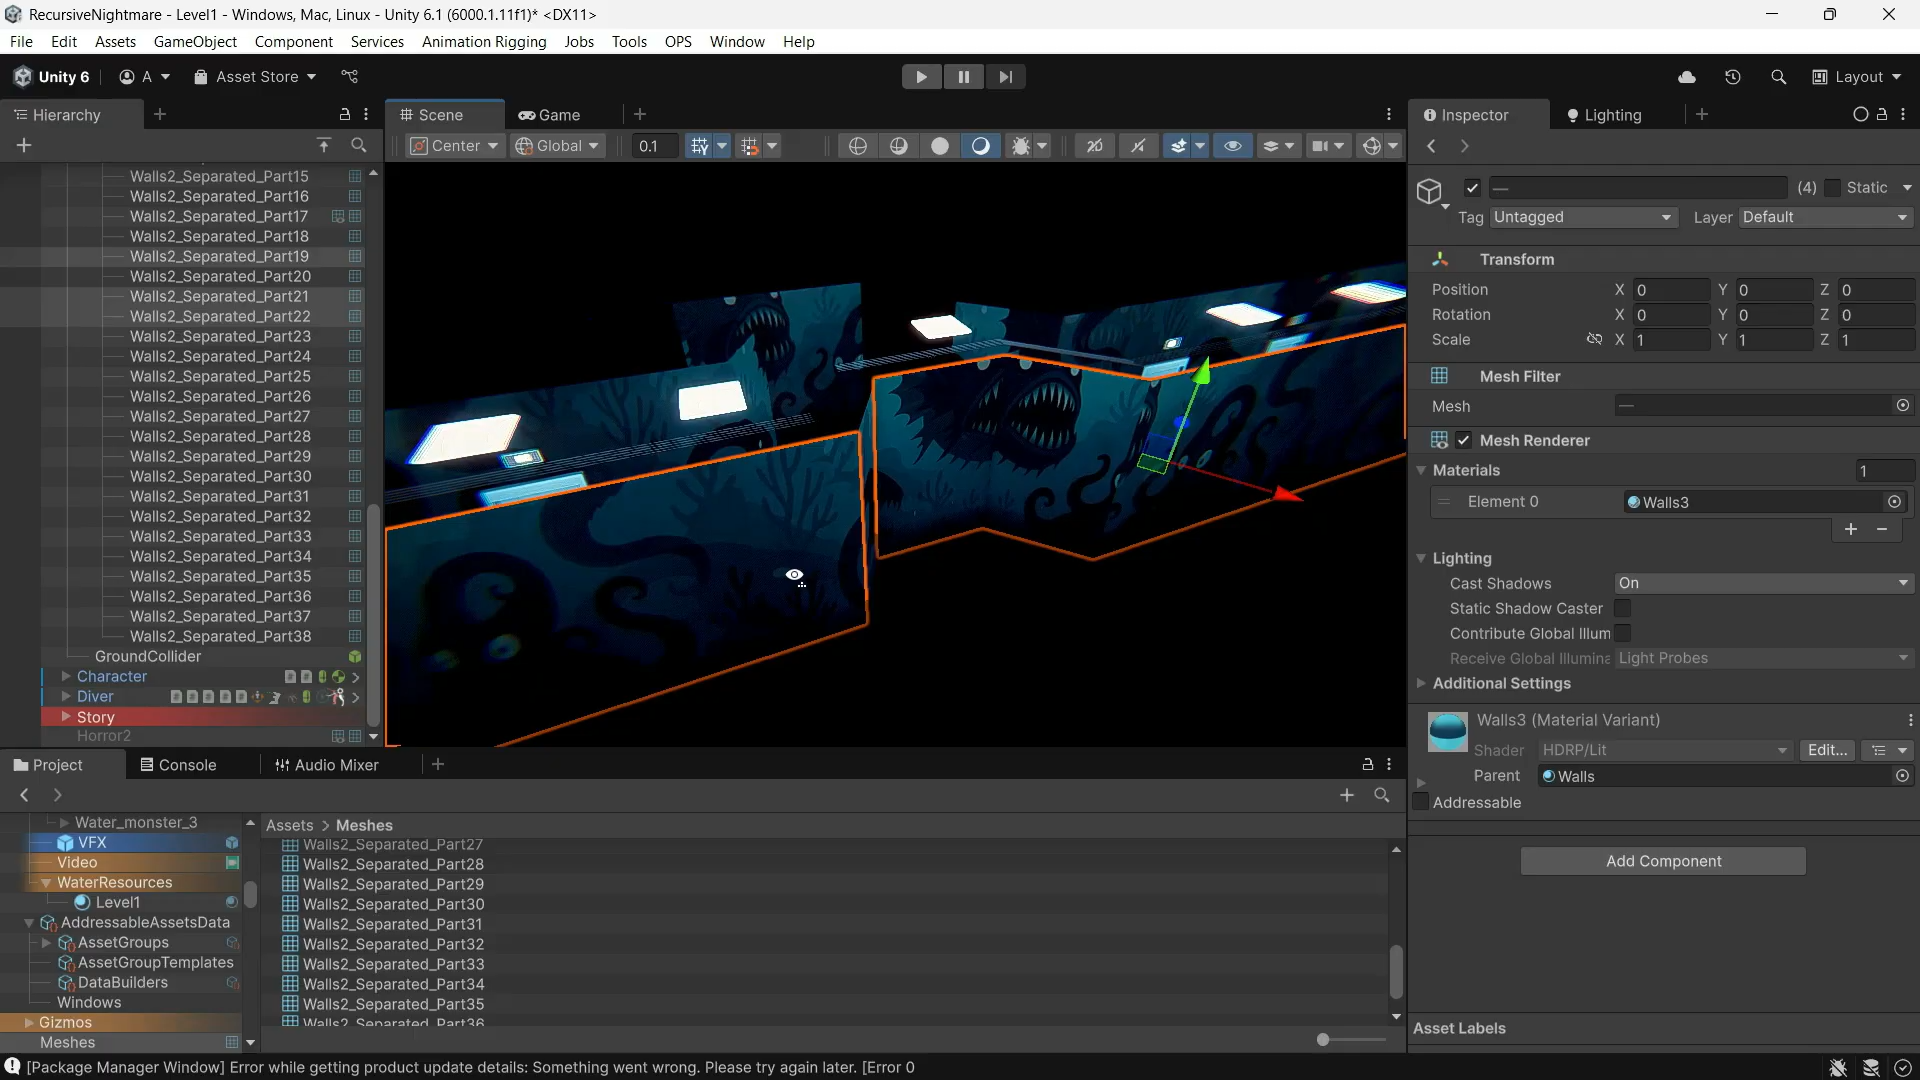 RecursiveNightmare - Level1 - Windows, Mac, Linux - Unity 6.1 (6000.1.11f1)* <DX11>
File Edit Assets GameObject Component Services Animation Rigging Jobs Tools OPS Window Help
Unity 6 A Asset Store Layout
Hierarchy
Scene Game
Inspector Lighting
Center Global 0.1
Walls2_Separated_Part15
Walls2_Separated_Part16
Walls2_Separated_Part17
Walls2_Separated_Part18
Walls2_Separated_Part19
Walls2_Separated_Part20
Walls2_Separated_Part21
Walls2_Separated_Part22
Walls2_Separated_Part23
Walls2_Separated_Part24
Walls2_Separated_Part25
Walls2_Separated_Part26
Walls2_Separated_Part27
Walls2_Separated_Part28
Walls2_Separated_Part29
Walls2_Separated_Part30
Walls2_Separated_Part31
Walls2_Separated_Part32
Walls2_Separated_Part33
Walls2_Separated_Part34
Walls2_Separated_Part35
Walls2_Separated_Part36
Walls2_Separated_Part37
Walls2_Separated_Part38
GroundCollider
Character
Diver
Story
Horror2
— (4) Static
Tag Untagged Layer Default
Transform
Position X 0 Y 0 Z 0
Rotation X 0 Y 0 Z 0
Scale X 1 Y 1 Z 1
Mesh Filter
Mesh —
Mesh Renderer
Materials 1
Element 0 Walls3
Lighting
Cast Shadows On
Static Shadow Caster
Contribute Global Illum
Receive Global Illumina Light Probes
Additional Settings
Walls3 (Material Variant)
Shader HDRP/Lit Edit...
Parent Walls
Addressable
Add Component
Asset Labels
Project Console Audio Mixer
Water_monster_3
VFX
Video
WaterResources
Level1
AddressableAssetsData
AssetGroups
AssetGroupTemplates
DataBuilders
Windows
Gizmos
Meshes
Assets > Meshes
Walls2_Separated_Part27
Walls2_Separated_Part28
Walls2_Separated_Part29
Walls2_Separated_Part30
Walls2_Separated_Part31
Walls2_Separated_Part32
Walls2_Separated_Part33
Walls2_Separated_Part34
Walls2_Separated_Part35
Walls2_Separated_Part36
[Package Manager Window] Error while getting product update details: Something went wrong. Please try again later. [Error 0